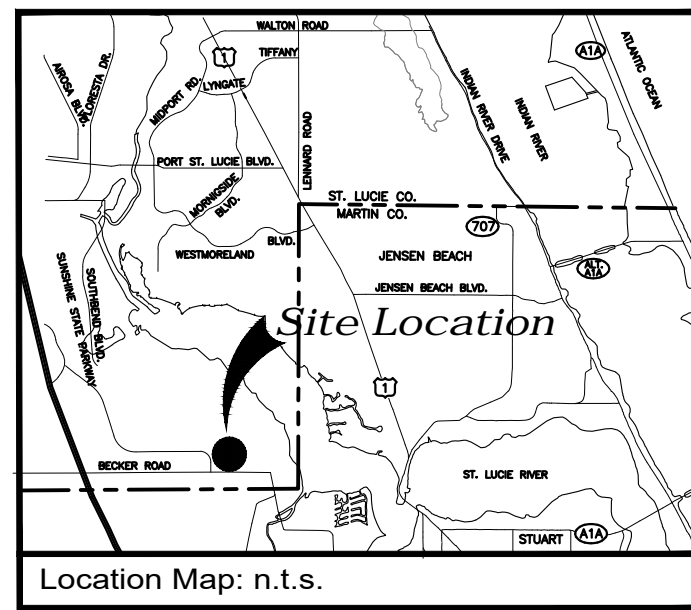 WALTON ROAD
TIFFANY
1
LYNGATE
MIDPORT RD.
AIROSA BLVD.
FLORESTA DR.
A1A
ATLANTIC OCEAN
INDIAN RIVER
INDIAN RIVER DRIVE
LENNARD ROAD
PORT ST. LUCIE BLVD.
MORNIGSIDE
BLVD.
ST. LUCIE CO.
MARTIN CO.
707
WESTMORELAND
BLVD.
JENSEN BEACH
ALT.
A1A
JENSEN BEACH BLVD.
SOUTHBEND BLVD.
SUNSHINE STATE PARKWAY
Site Location
1
BECKER ROAD
ST. LUCIE RIVER
STUART
A1A
Location Map: n.t.s.